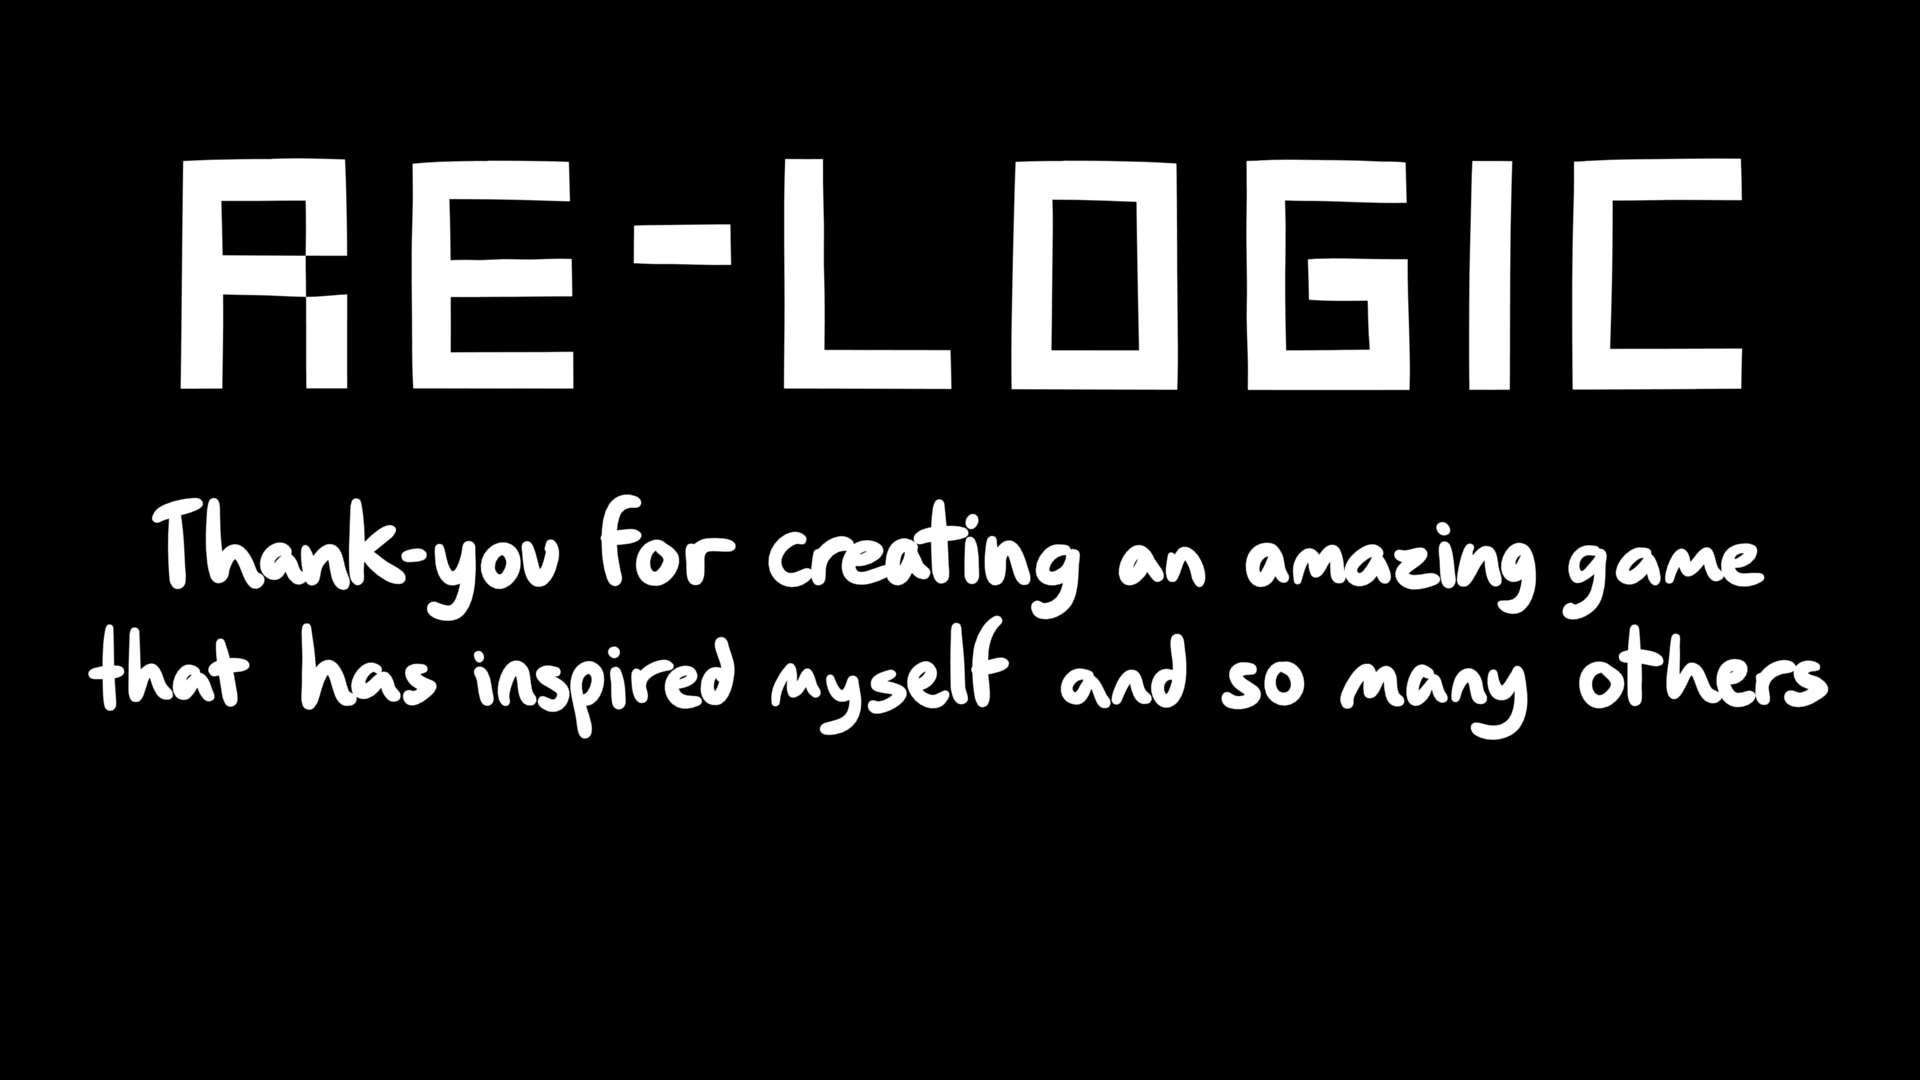 RE-LOGIC
Thank-you for creating an amazing game
that has inspired myself and so many others